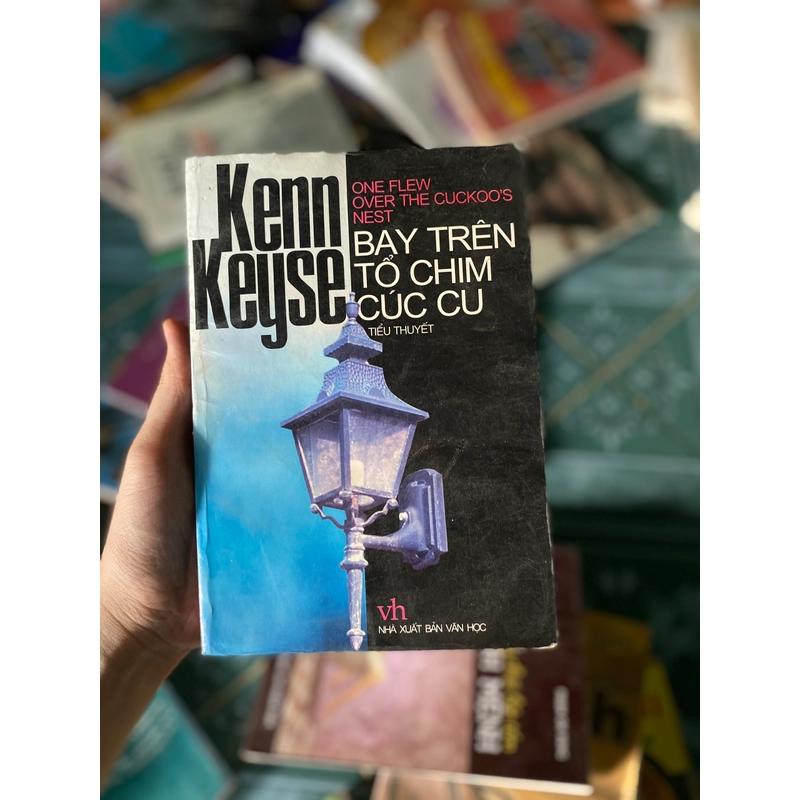 Kenn
Keyse
ONE FLEW
OVER THE CUCKOO'S
NEST
BAY TRÊN
TỔ CHIM
CÚC CU
TIỂU THUYẾT
vh
NHÀ XUẤT BẢN VĂN HỌC